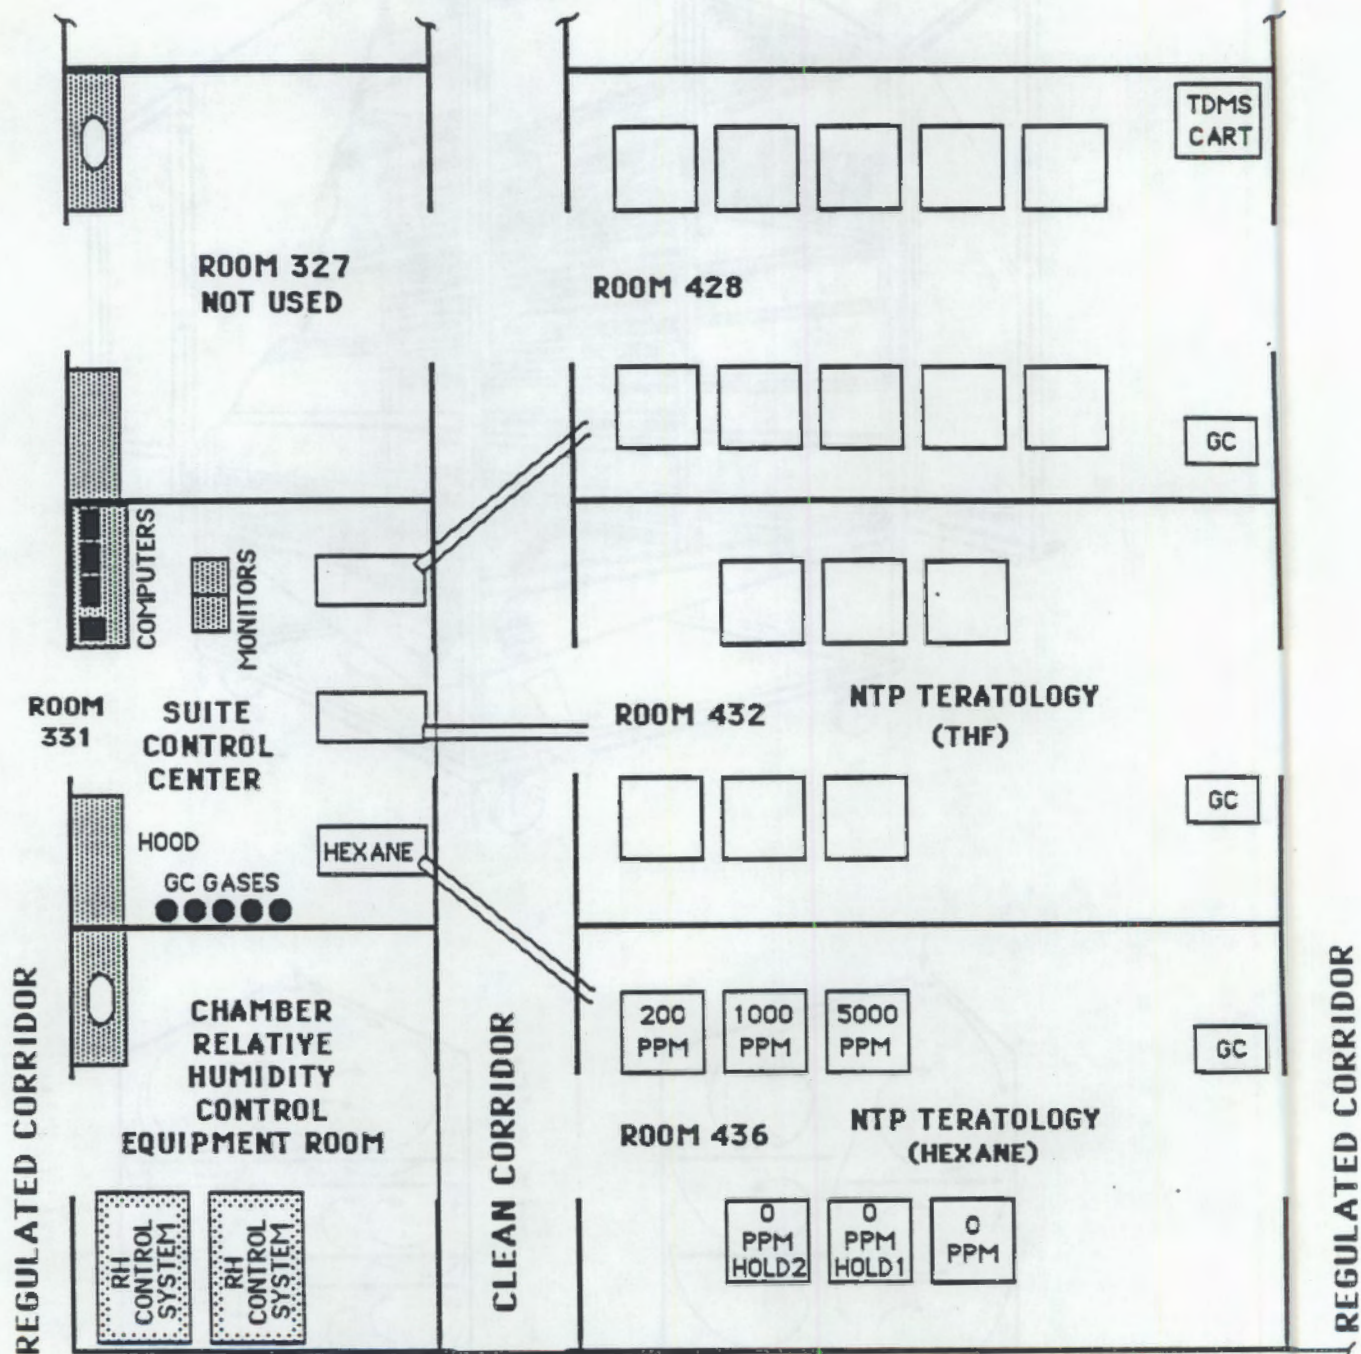 TDMS
CART
ROOM 327
NOT USED
ROOM 428
GC
COMPUTERS
MONITORS
ROOM
331
SUITE
CONTROL
CENTER
ROOM 432
NTP TERATOLOGY
(THF)
GC
HOOD
HEXANE
GC GASES
REGULATED CORRIDOR
CHAMBER
RELATIVE
HUMIDITY
CONTROL
EQUIPMENT ROOM
RH
CONTROL
SYSTEM
RH
CONTROL
SYSTEM
CLEAN CORRIDOR
200
PPM
1000
PPM
5000
PPM
GC
ROOM 436
NTP TERATOLOGY
(HEXANE)
0
PPM
HOLD2
0
PPM
HOLD1
0
PPM
REGULATED CORRIDOR